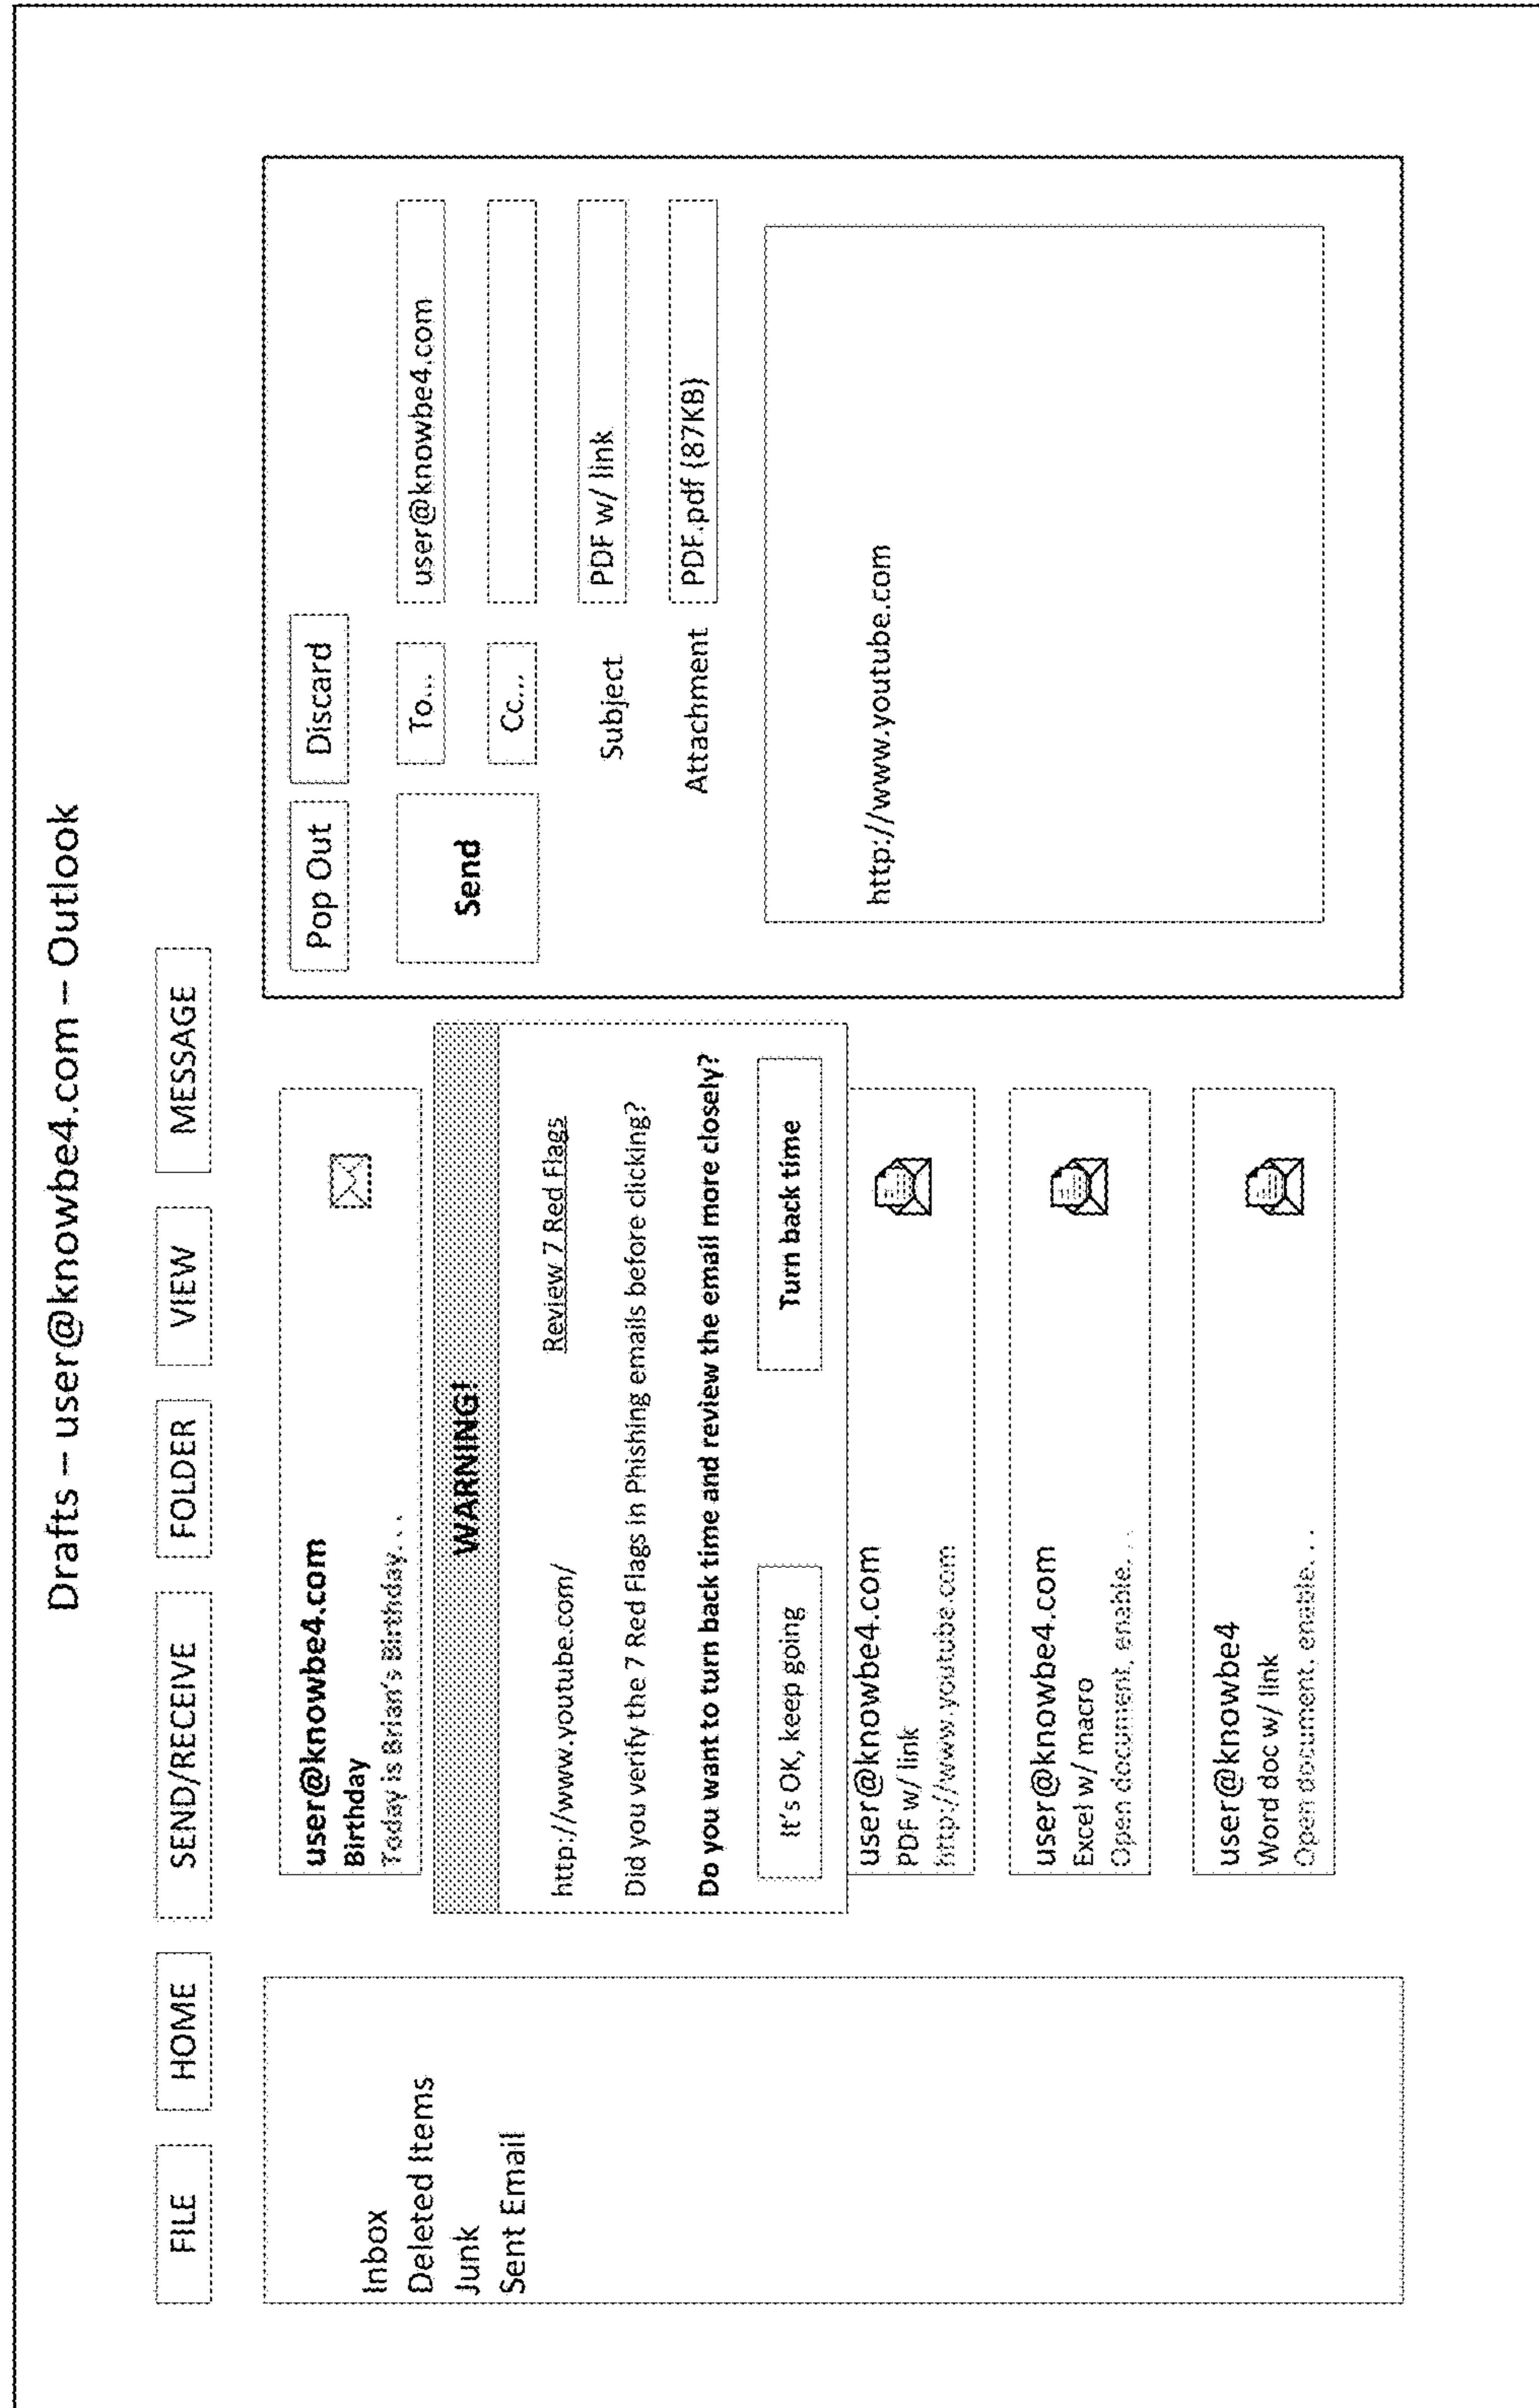 Drafts – user@knowbe4.com – Outlook
FILE HOME SEND/RECEIVE FOLDER VIEW MESSAGE
Inbox
Deleted Items
Junk
Sent Email
user@knowbe4.com
Birthday
Today is Brian's Birthday. . .
WARNING!
http://www.youtube.com/ Review 7 Red Flags
Did you verify the 7 Red Flags in Phishing emails before clicking?
Do you want to turn back time and review the email more closely?
It's OK, keep going Turn back time
user@knowbe4.com
PDF w/ link
http://www.youtube.com
user@knowbe4.com
Excel w/ macro
Open document, enable. . .
user@knowbe4
Word doc w/ link
Open document, enable. . .
Pop Out Discard
Send
To... user@knowbe4.com
Cc...
Subject PDF w/ link
Attachment PDF.pdf (87KB)
http://www.youtube.com